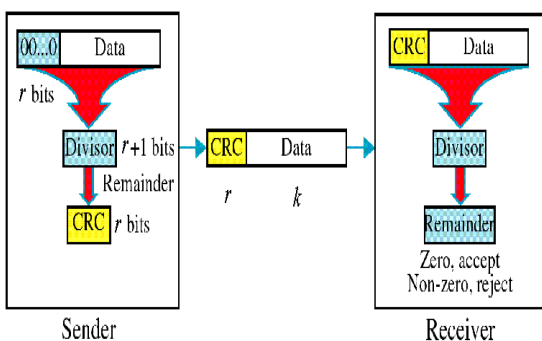 00...0 Data
r bits
Divisor r+1 bits
Remainder
CRC r bits
Sender
CRC Data
r k
CRC Data
Divisor
Remainder
Zero, accept
Non-zero, reject
Receiver